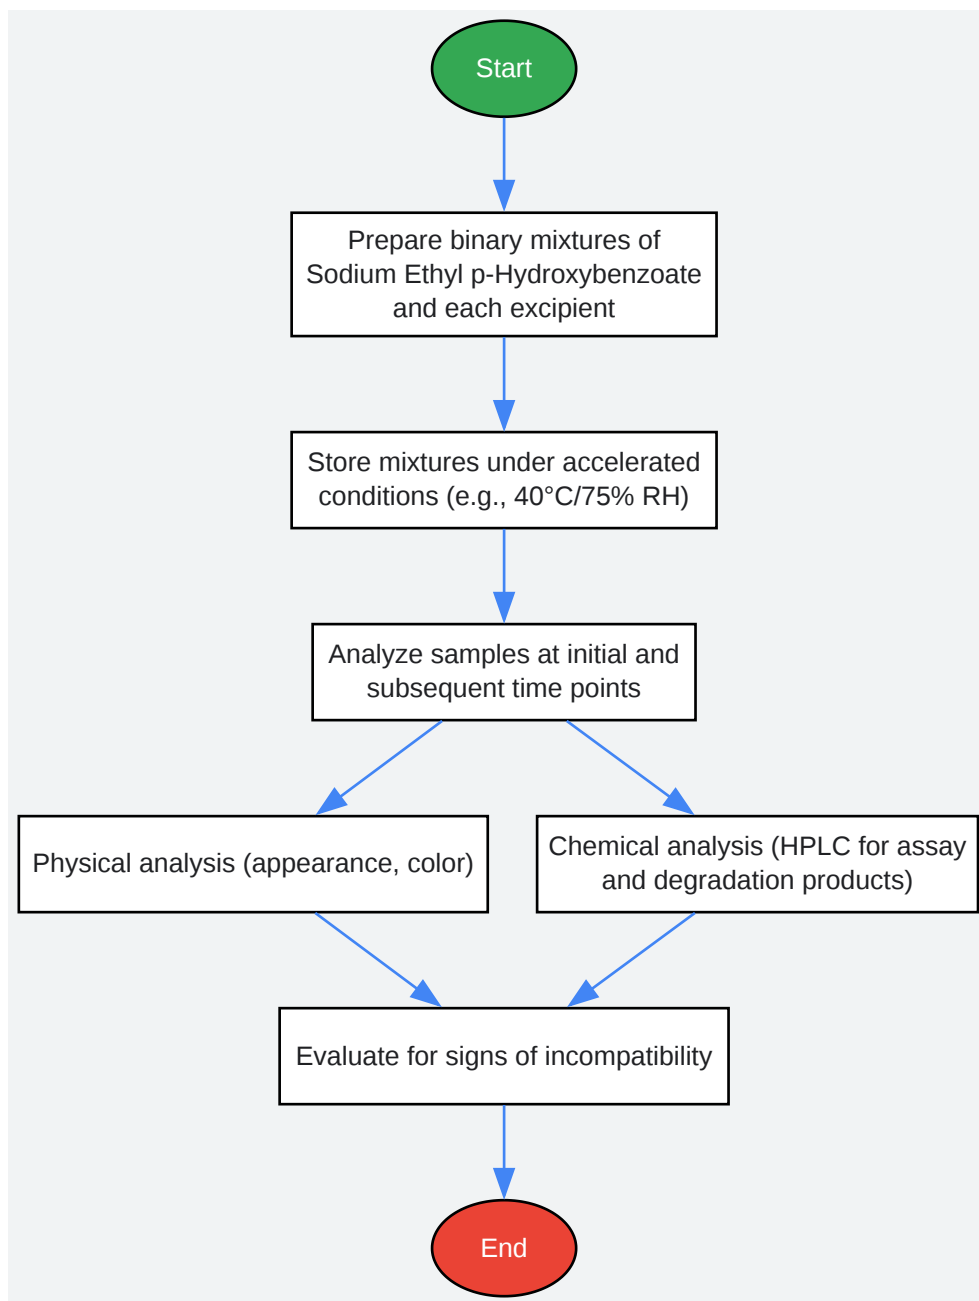 Start
Prepare binary mixtures of
Sodium Ethyl p-Hydroxybenzoate
and each excipient
Store mixtures under accelerated
conditions (e.g., 40°C/75% RH)
Analyze samples at initial and
subsequent time points
Physical analysis (appearance, color)
Chemical analysis (HPLC for assay
and degradation products)
Evaluate for signs of incompatibility
End